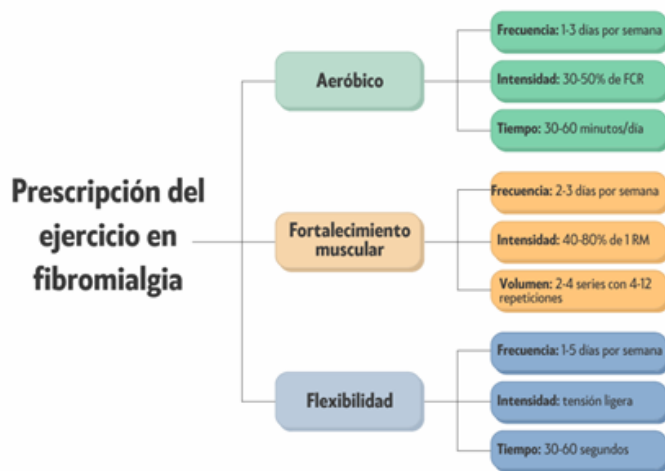 Prescripción del
ejercicio en
fibromialgia
Aeróbico
Frecuencia: 1-3 días por semana
Intensidad: 30-50% de FCR
Tiempo: 30-60 minutos/día
Fortalecimiento
muscular
Frecuencia: 2-3 días por semana
Intensidad: 40-80% de 1 RM
Volumen: 2-4 series con 4-12
repeticiones
Flexibilidad
Frecuencia: 1-5 días por semana
Intensidad: tensión ligera
Tiempo: 30-60 segundos